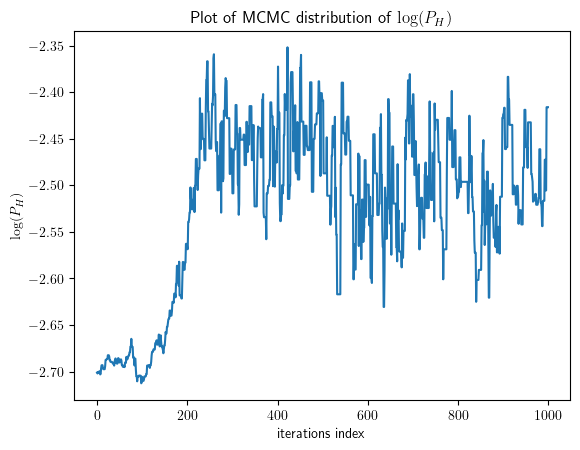 Plot of MCMC distribution of log(P_H)
−2.35
−2.40
−2.45
−2.50
−2.55
−2.60
−2.65
−2.70
log(P_H)
0 200 400 600 800 1000
iterations index